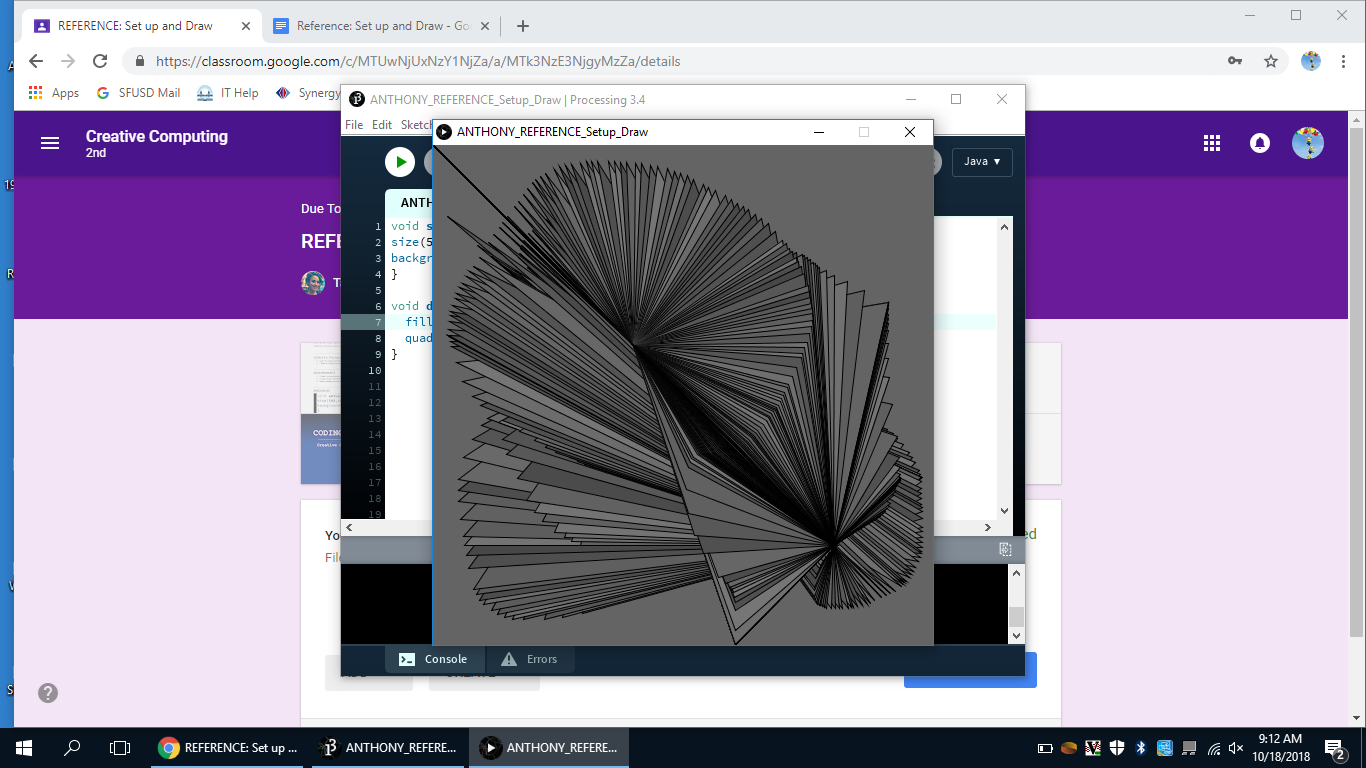 REFERENCE: Set up and Draw
Reference: Set up and Draw - Goo
https://classroom.google.com/c/MTUwNjUxNzY1NjZa/a/MTk3NzE3NjgyMzZa/details
Apps
SFUSD Mail
IT Help
Synergy
ANTHONY_REFERENCE_Setup_Draw | Processing 3.4
File Edit Sketch
ANTHONY_REFERENCE_Setup_Draw
Creative Computing
2nd
Java ▾
Due To
REFE
T
ANTH
1 void s
2 size(5
3 backgr
4 }
5
6 void d
7 fill
8 quad
9 }
10
11
12
13
14
15
16
17
18
19
CODING
Yo
ed
File
Console
Errors
REFERENCE: Set up ...
ANTHONY_REFERE...
ANTHONY_REFERE...
9:12 AM
10/18/2018
2